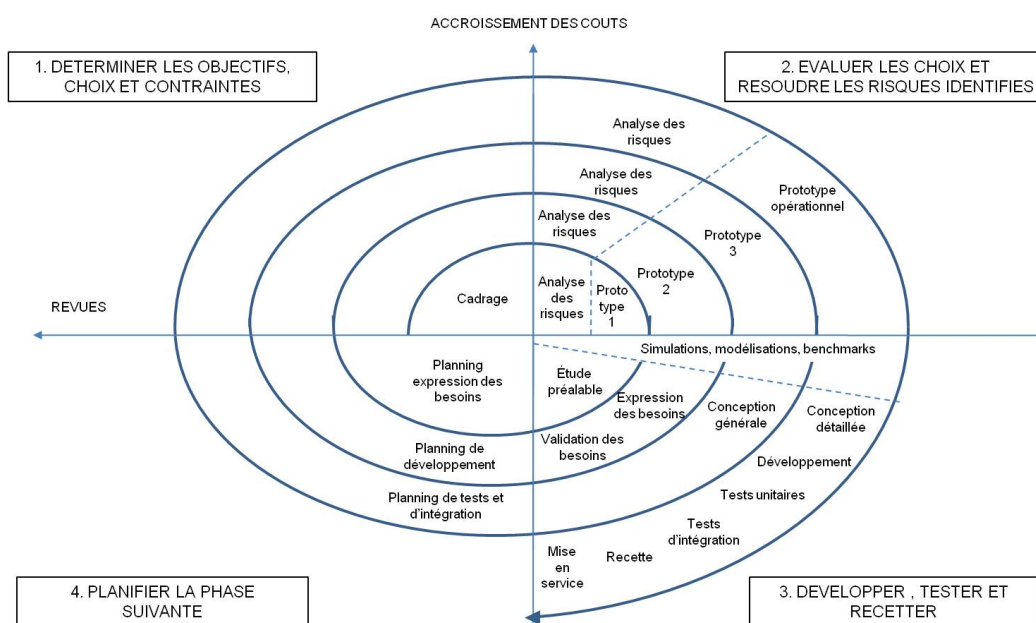 ACCROISSEMENT DES COUTS
1. DETERMINER LES OBJECTIFS,
CHOIX ET CONTRAINTES
2. EVALUER LES CHOIX ET
RESOUDRE LES RISQUES IDENTIFIES
Analyse des
risques
Analyse des
risques
Analyse des
risques
Analyse
des
risques
Prototype
opérationnel
Prototype
3
Prototype
2
Proto
type
1
Cadrage
REVUES
Simulations, modélisations, benchmarks
Planning
expression des
besoins
Étude
préalable
Expression
des besoins
Conception
générale
Conception
détaillée
Planning de
développement
Validation des
besoins
Développement
Planning de tests et
d'intégration
Tests unitaires
Tests
d'intégration
Recette
Mise
en
service
4. PLANIFIER LA PHASE
SUIVANTE
3. DEVELOPPER , TESTER ET
RECETTER